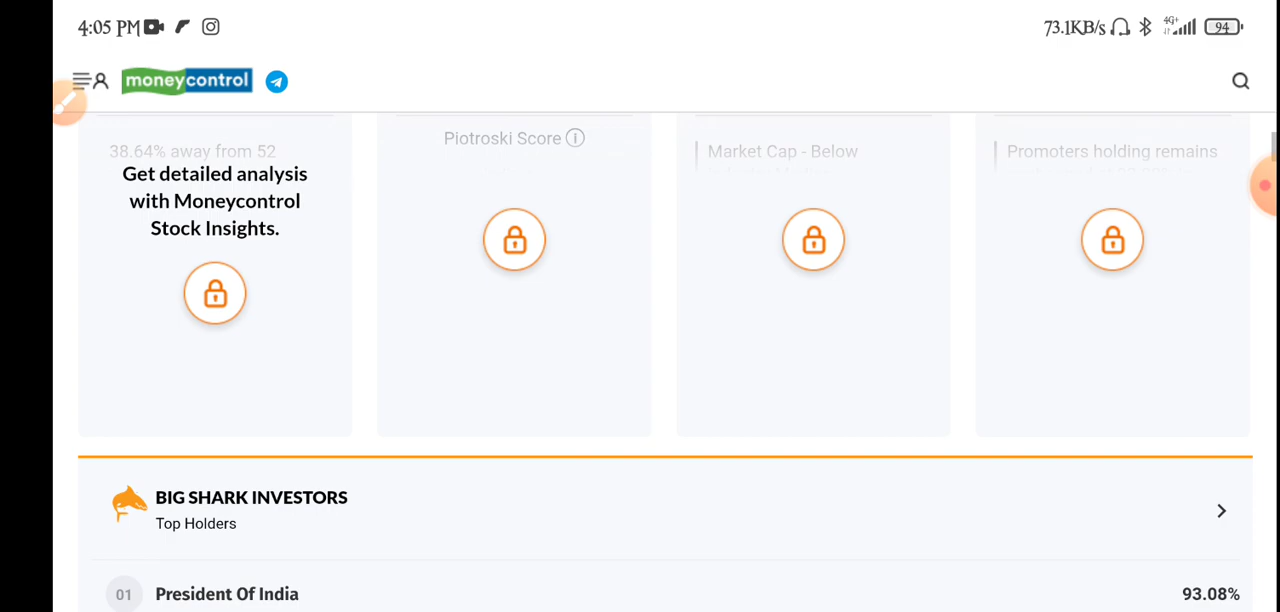 4:05 PM
73.1KB/s 4G+ 94
moneycontrol
38.64% away from 52
Get detailed analysis
with Moneycontrol
Stock Insights.
Piotroski Score
Market Cap - Below
Promoters holding remains
BIG SHARK INVESTORS
Top Holders
01 President Of India 93.08%